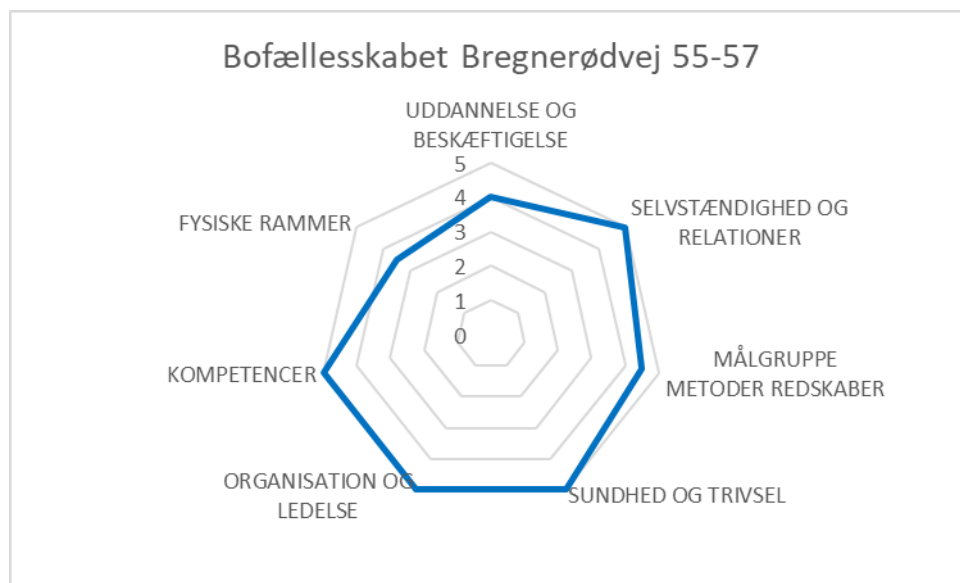 Bofællesskabet Bregnerødvej 55-57
UDDANNELSE OG
BESKÆFTIGELSE
5
4
3
2
1
0
SELVSTÆNDIGHED OG
RELATIONER
MÅLGRUPPE
METODER REDSKABER
SUNDHED OG TRIVSEL
ORGANISATION OG
LEDELSE
KOMPETENCER
FYSISKE RAMMER